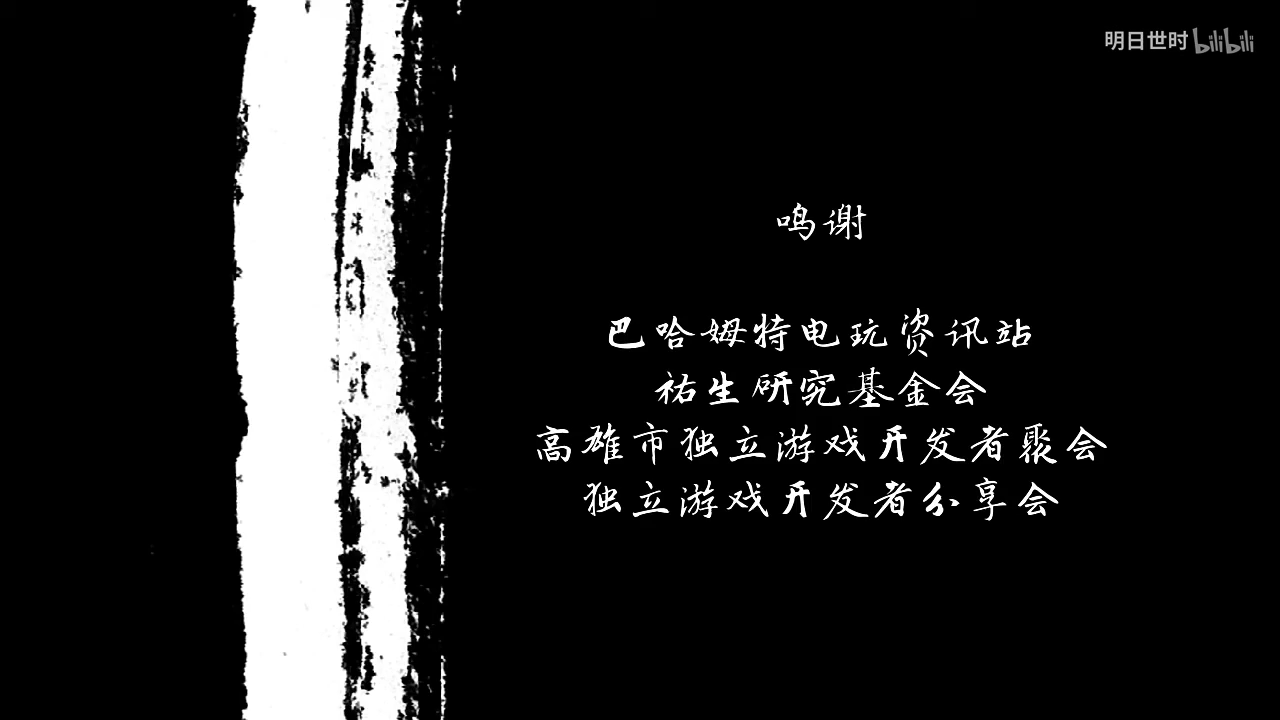 明日世时 bilibili
鸣谢
巴哈姆特电玩资讯站
祐生研究基金会
高雄市独立游戏开发者聚会
独立游戏开发者分享会